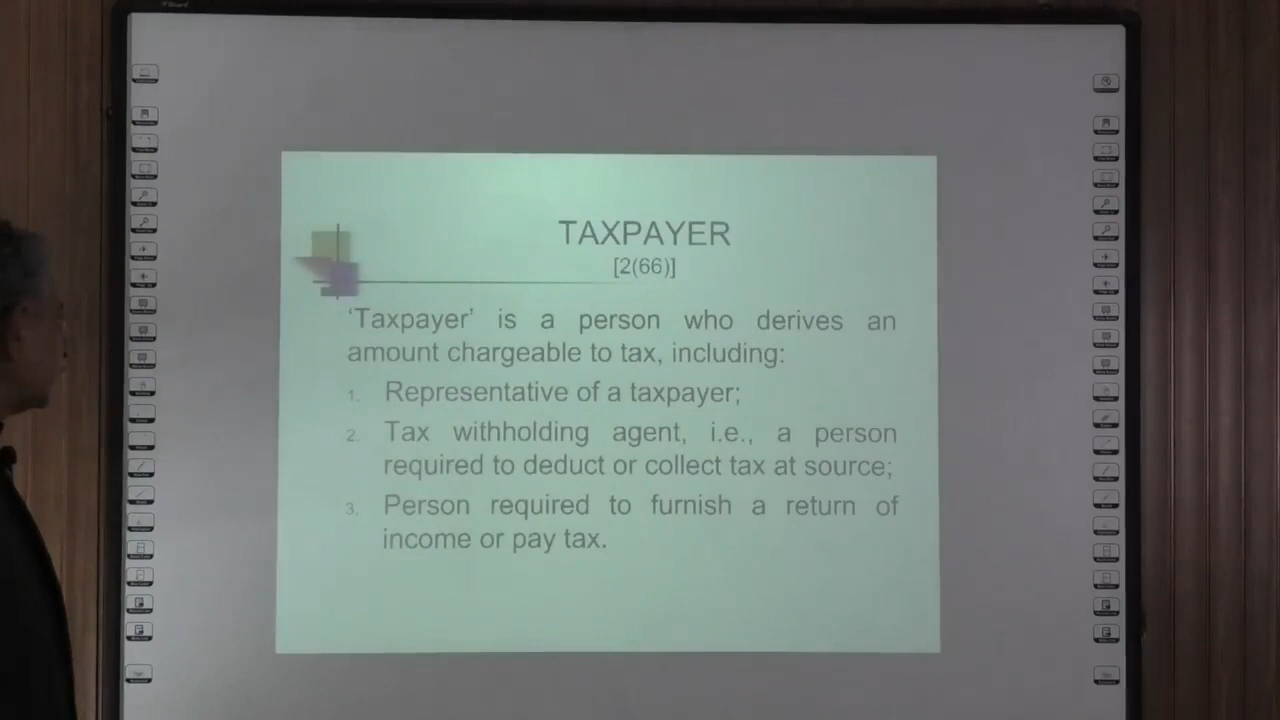 TAXPAYER
[2(66)]
‘Taxpayer’ is a person who derives an
amount chargeable to tax, including:
1. Representative of a taxpayer;
2. Tax withholding agent, i.e., a person
required to deduct or collect tax at source;
3. Person required to furnish a return of
income or pay tax.